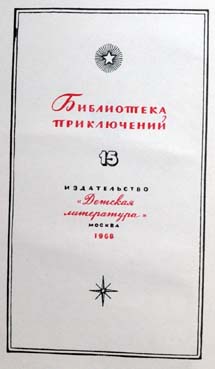 Библиотека
приключений
15
ИЗДАТЕЛЬСТВО
«Детская
литература»
МОСКВА
1968